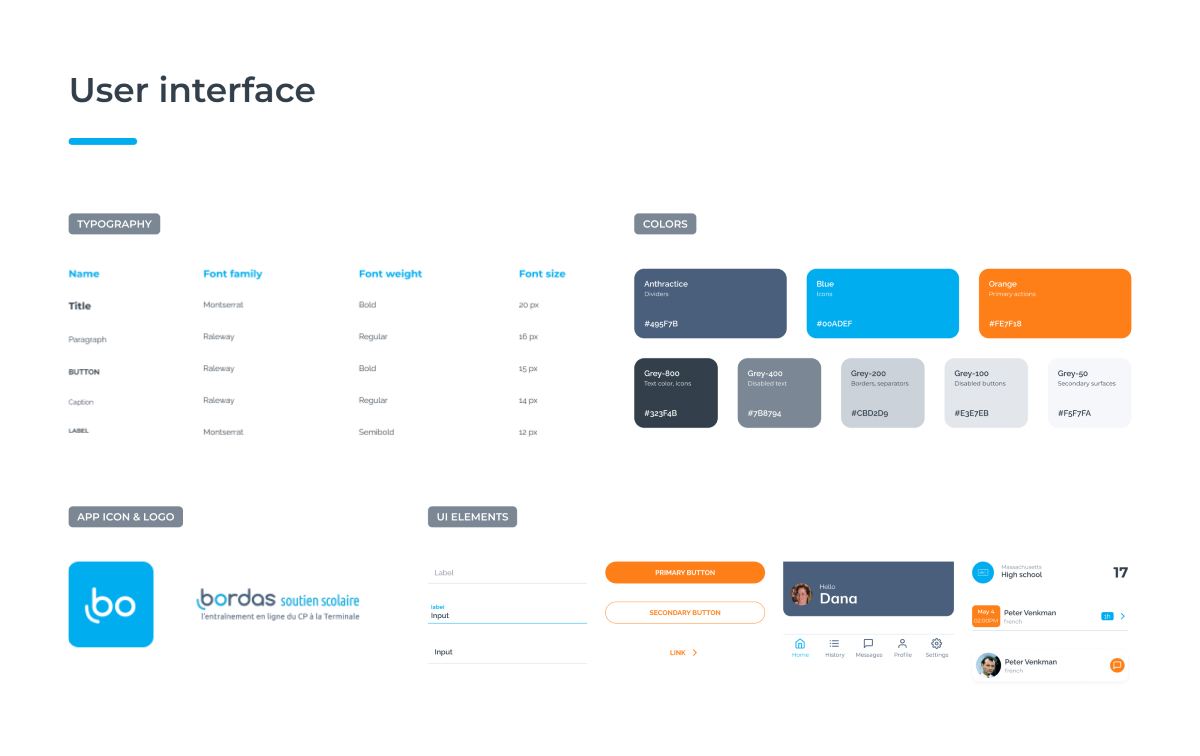 User interface
TYPOGRAPHY
Name Font family Font weight Font size
Title Montserrat Bold 20 px
Paragraph Raleway Regular 16 px
BUTTON Raleway Bold 15 px
Caption Raleway Regular 14 px
LABEL Montserrat Semibold 12 px
COLORS
Anthractice
Dividers
#495F7B
Blue
Icons
#00ADEF
Orange
Primary actions
#FE7F18
Grey-800
Text color, icons
#323F4B
Grey-400
Disabled text
#7B8794
Grey-200
Borders, separators
#CBD2D9
Grey-100
Disabled buttons
#E3E7EB
Grey-50
Secondary surfaces
#F5F7FA
APP ICON & LOGO
bo
bordas soutien scolaire
l'entraînement en ligne du CP à la Terminale
UI ELEMENTS
Label
label
Input
Input
PRIMARY BUTTON
SECONDARY BUTTON
LINK
Hello
Dana
Home History Messages Profile Settings
Massachusetts
High school
17
May 4
02:03PM
Peter Venkman
French
1h
Peter Venkman
French